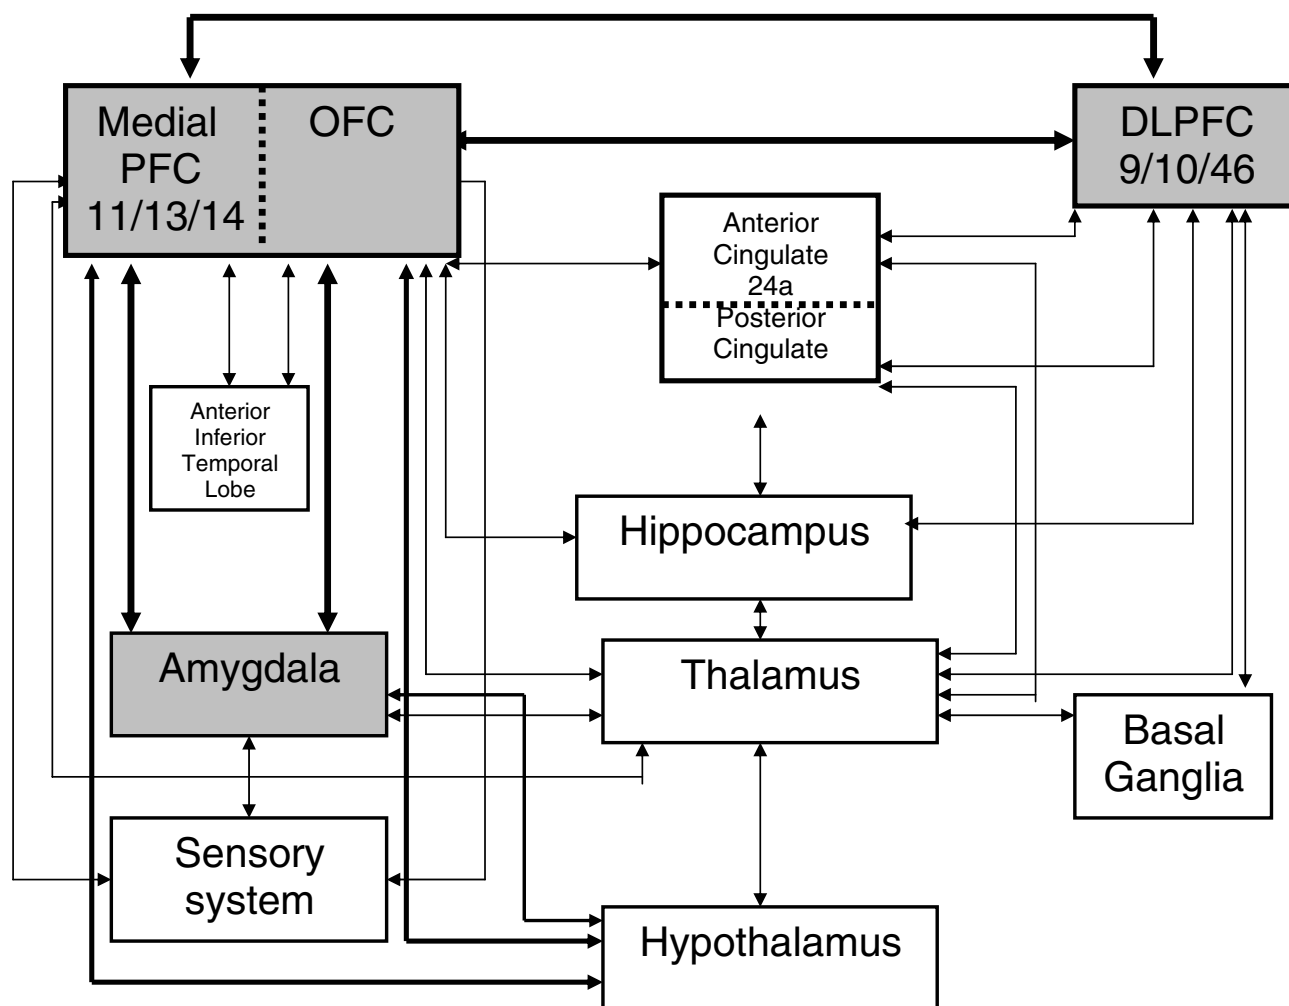 Medial
PFC
11/13/14
OFC
DLPFC
9/10/46
Anterior
Cingulate
24a
Posterior
Cingulate
Anterior
Inferior
Temporal
Lobe
Hippocampus
Amygdala
Thalamus
Basal
Ganglia
Sensory
system
Hypothalamus